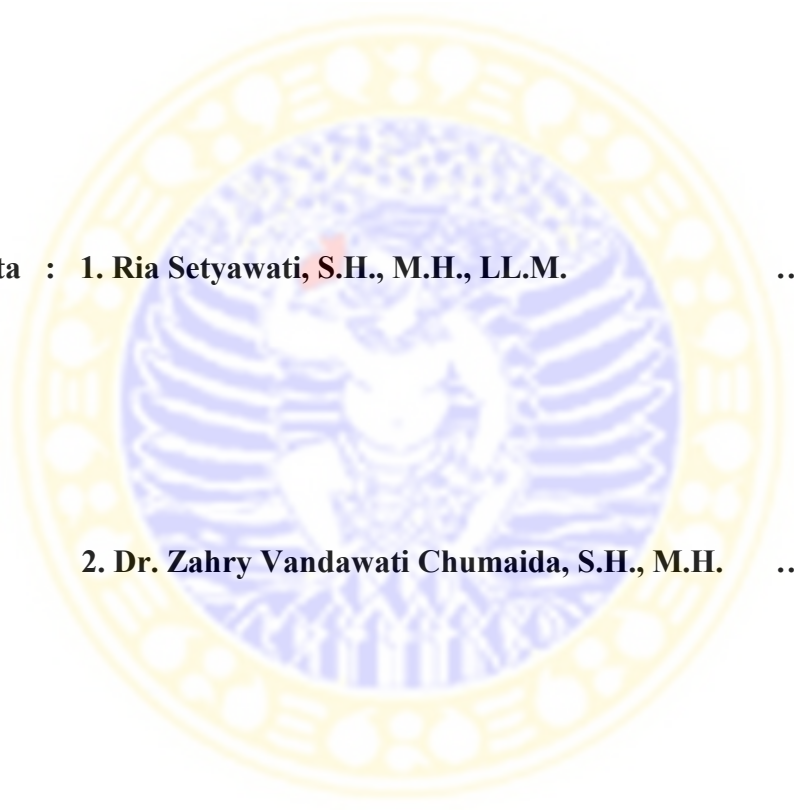 ta : 1. Ria Setyawati, S.H., M.H., LL.M. ..
2. Dr. Zahry Vandawati Chumaida, S.H., M.H. ..